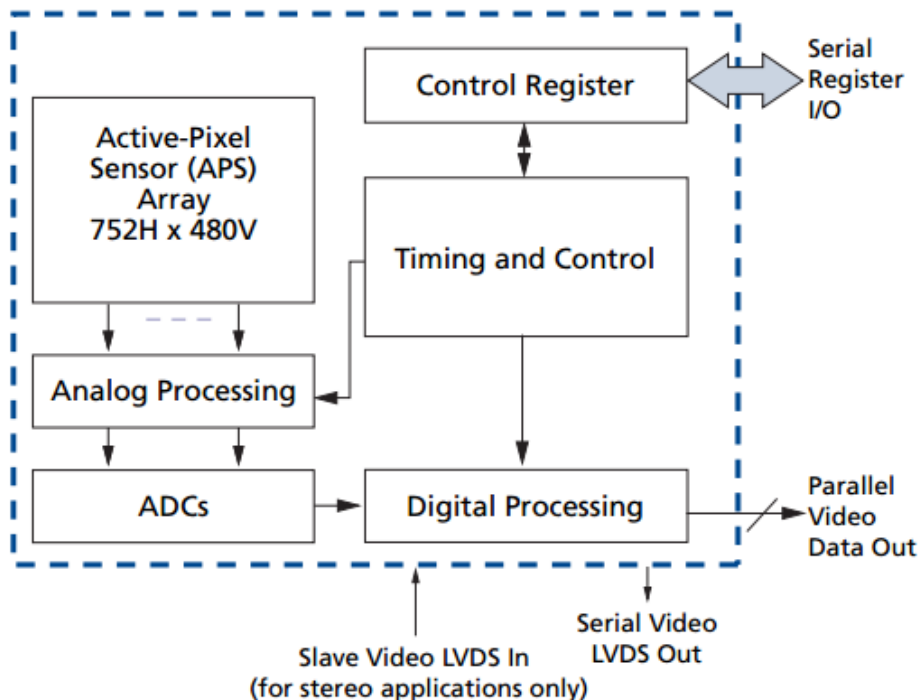 Control Register
Serial
Register
I/O
Active-Pixel
Sensor (APS)
Array
752H x 480V
Timing and Control
Analog Processing
ADCs
Digital Processing
Parallel
Video
Data Out
Slave Video LVDS In
(for stereo applications only)
Serial Video
LVDS Out